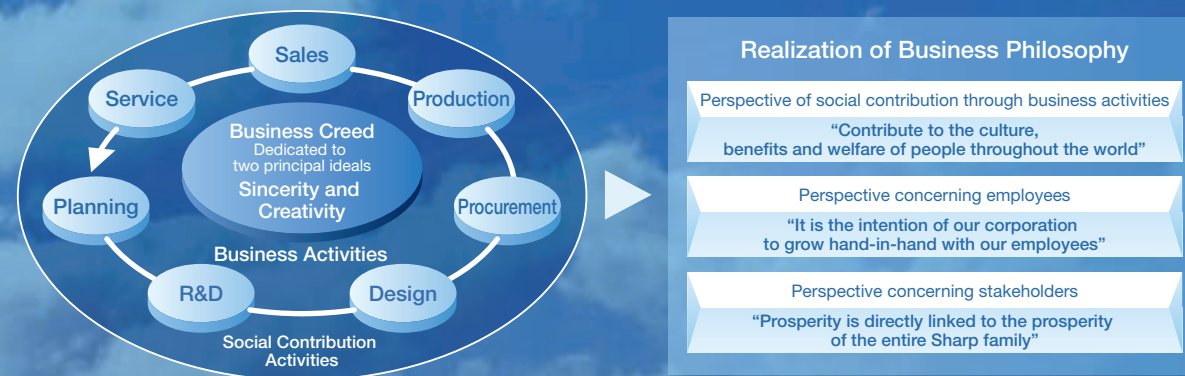 Sales
Service
Production
Business Creed
Dedicated to
two principal ideals
Sincerity and
Creativity
Planning
Procurement
Business Activities
R&D
Design
Social Contribution
Activities
Realization of Business Philosophy
Perspective of social contribution through business activities
“Contribute to the culture,
benefits and welfare of people throughout the world”
Perspective concerning employees
“It is the intention of our corporation
to grow hand-in-hand with our employees”
Perspective concerning stakeholders
“Prosperity is directly linked to the prosperity
of the entire Sharp family”